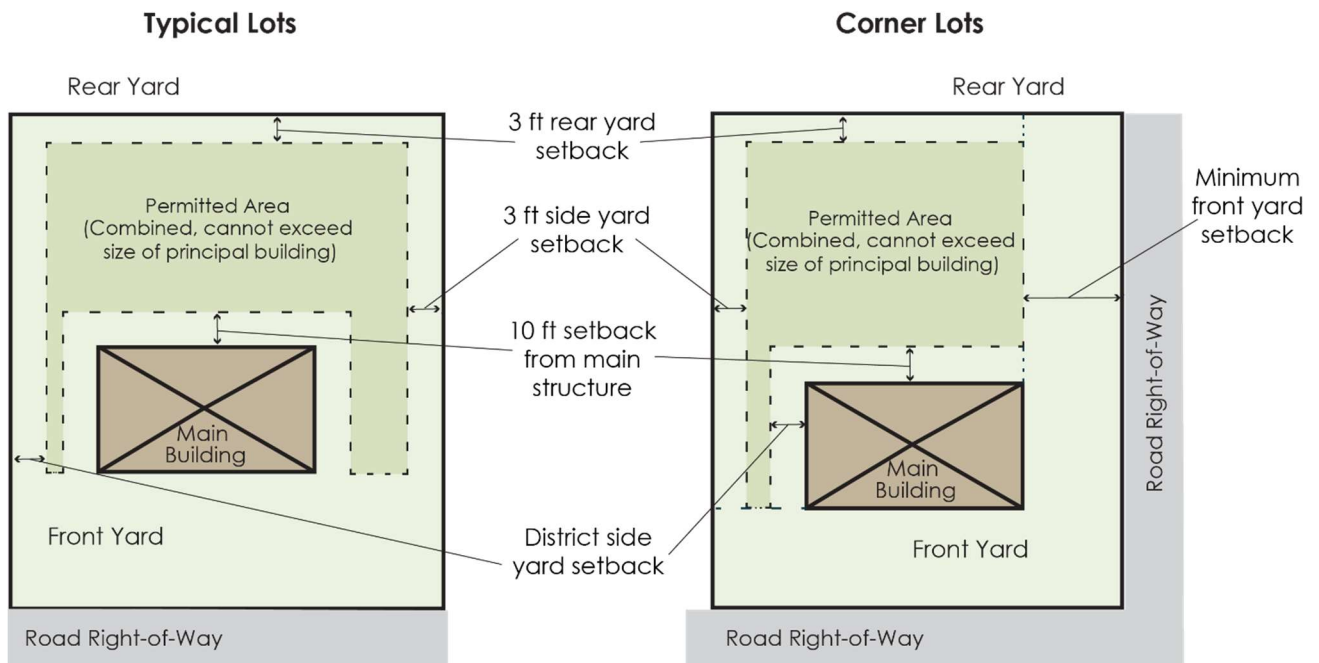 Typical Lots
Corner Lots
Rear Yard
Rear Yard
3 ft rear yard
setback
Permitted Area
(Combined, cannot exceed
size of principal building)
3 ft side yard
setback
Permitted Area
(Combined, cannot exceed
size of principal building)
Minimum
front yard
setback
10 ft setback
from main
structure
Main
Building
Main
Building
Road Right-of-Way
Front Yard
District side
yard setback
Front Yard
Road Right-of-Way
Road Right-of-Way